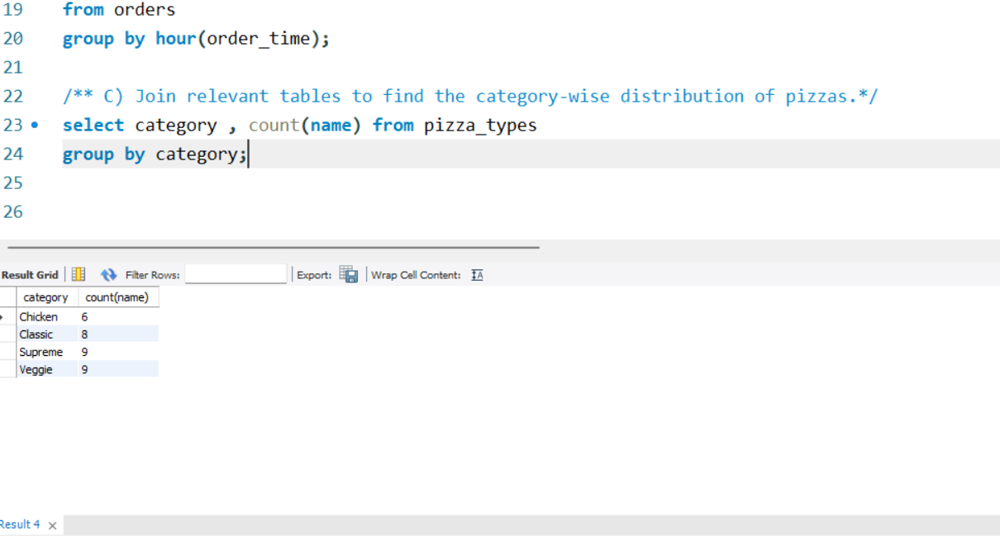 19 from orders
20 group by hour(order_time);
21
22 /** C) Join relevant tables to find the category-wise distribution of pizzas.*/
23 select category , count(name) from pizza_types
24 group by category;
25
26
Result Grid Filter Rows: Export: Wrap Cell Content: IA
category count(name)
Chicken 6
Classic 8
Supreme 9
Veggie 9
Result 4 ×